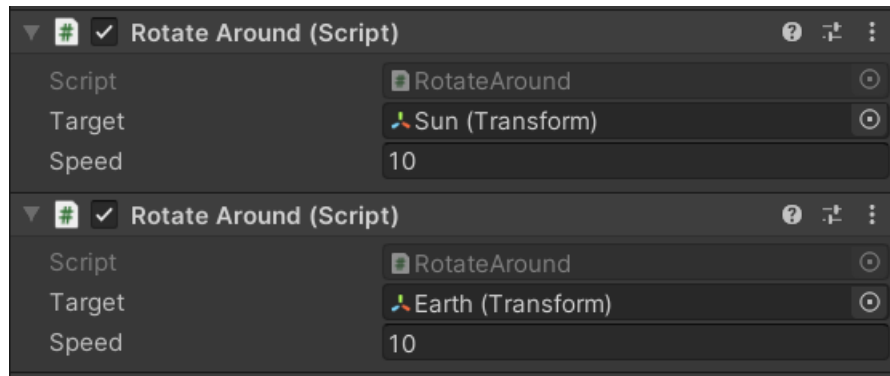 # Rotate Around (Script)
Script # RotateAround
Target Sun (Transform)
Speed 10
# Rotate Around (Script)
Script # RotateAround
Target Earth (Transform)
Speed 10